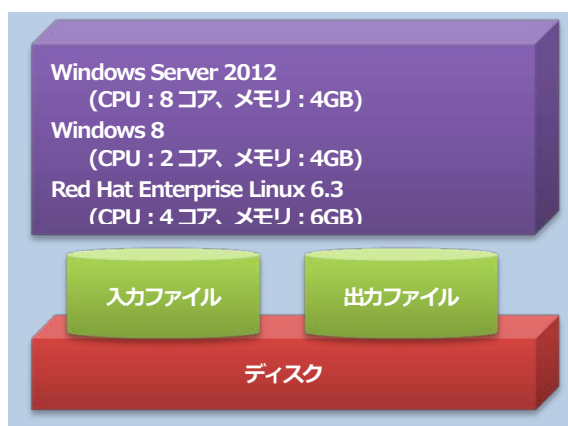 Windows Server 2012
(CPU：8 コア、メモリ：4GB)
Windows 8
(CPU：2 コア、メモリ：4GB)
Red Hat Enterprise Linux 6.3
(CPU：4 コア、メモリ：6GB)
入力ファイル
出力ファイル
ディスク